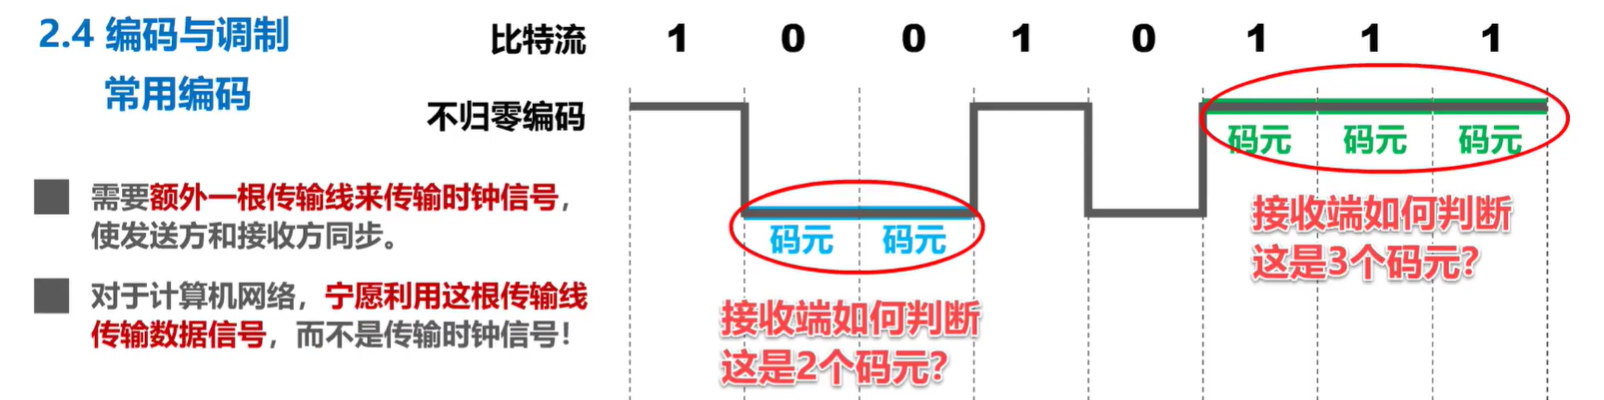 2.4 编码与调制
常用编码
比特流 1 0 0 1 0 1 1 1
不归零编码
码元 码元 码元
码元 码元
需要额外一根传输线来传输时钟信号，
使发送方和接收方同步。
对于计算机网络，宁愿利用这根传输线
传输数据信号，而不是传输时钟信号！
接收端如何判断
这是2个码元？
接收端如何判断
这是3个码元？